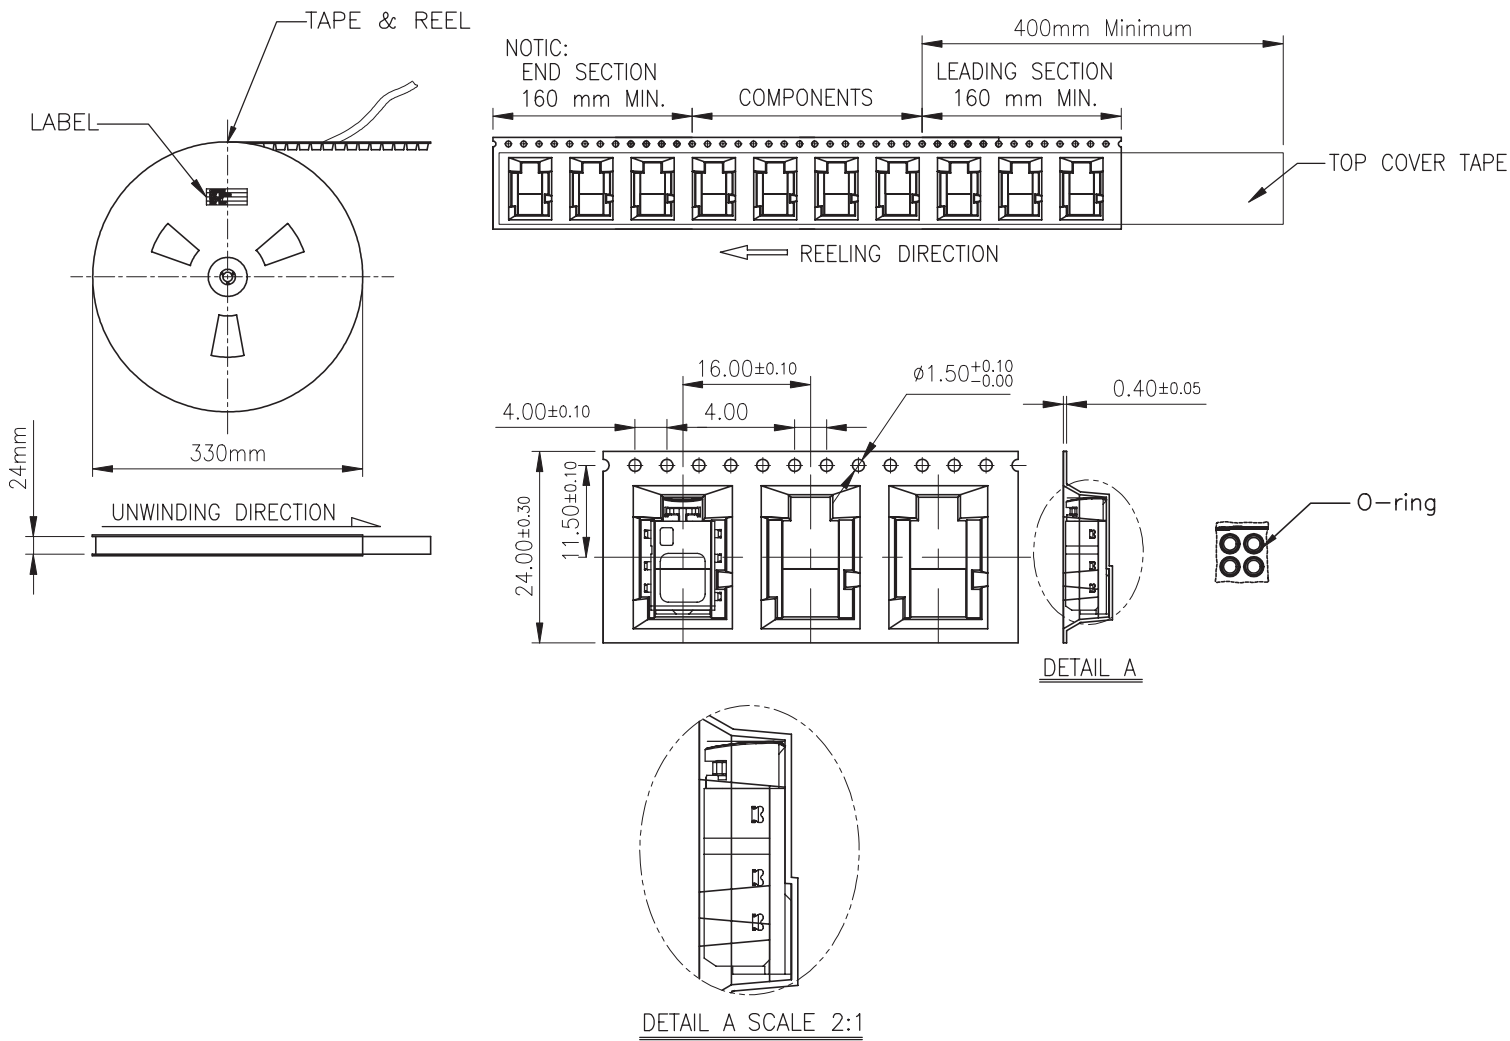 TAPE & REEL
LABEL
330mm
24mm
UNWINDING DIRECTION
NOTIC:
END SECTION
160 mm MIN.
COMPONENTS
LEADING SECTION
160 mm MIN.
400mm Minimum
TOP COVER TAPE
REELING DIRECTION
16.00±0.10
ø1.50+0.10
-0.00
0.40±0.05
4.00±0.10
4.00
24.00±0.30
11.50±0.10
O-ring
DETAIL A
DETAIL A SCALE 2:1